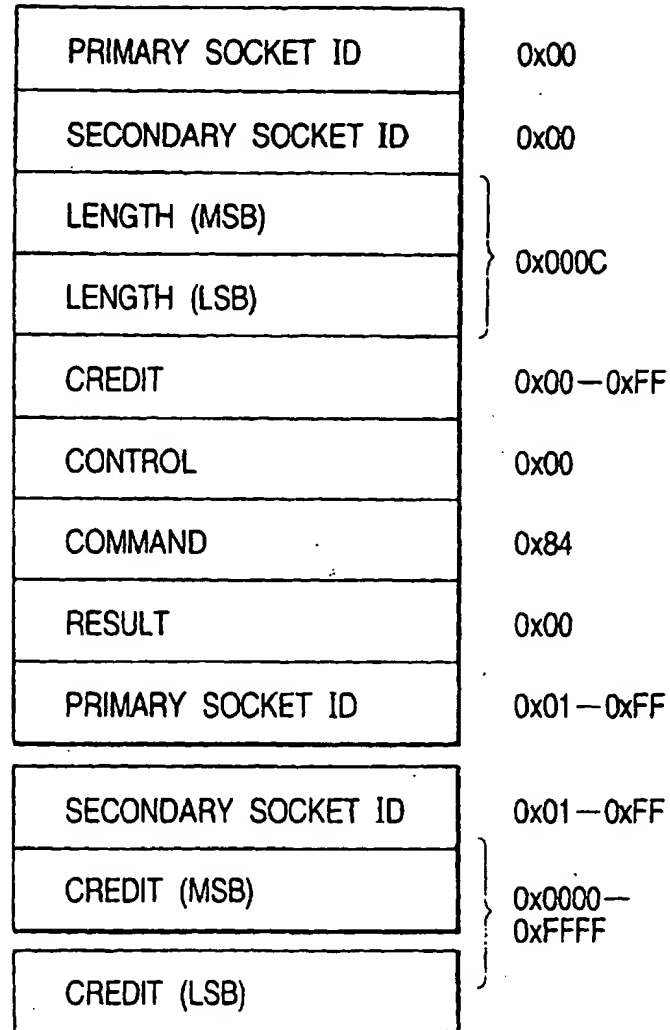 PRIMARY SOCKET ID 0x00
SECONDARY SOCKET ID 0x00
LENGTH (MSB)
0x000C
LENGTH (LSB)
CREDIT 0x00—0xFF
CONTROL 0x00
COMMAND 0x84
RESULT 0x00
PRIMARY SOCKET ID 0x01—0xFF
SECONDARY SOCKET ID 0x01—0xFF
CREDIT (MSB) 0x0000—
0xFFFF
CREDIT (LSB)